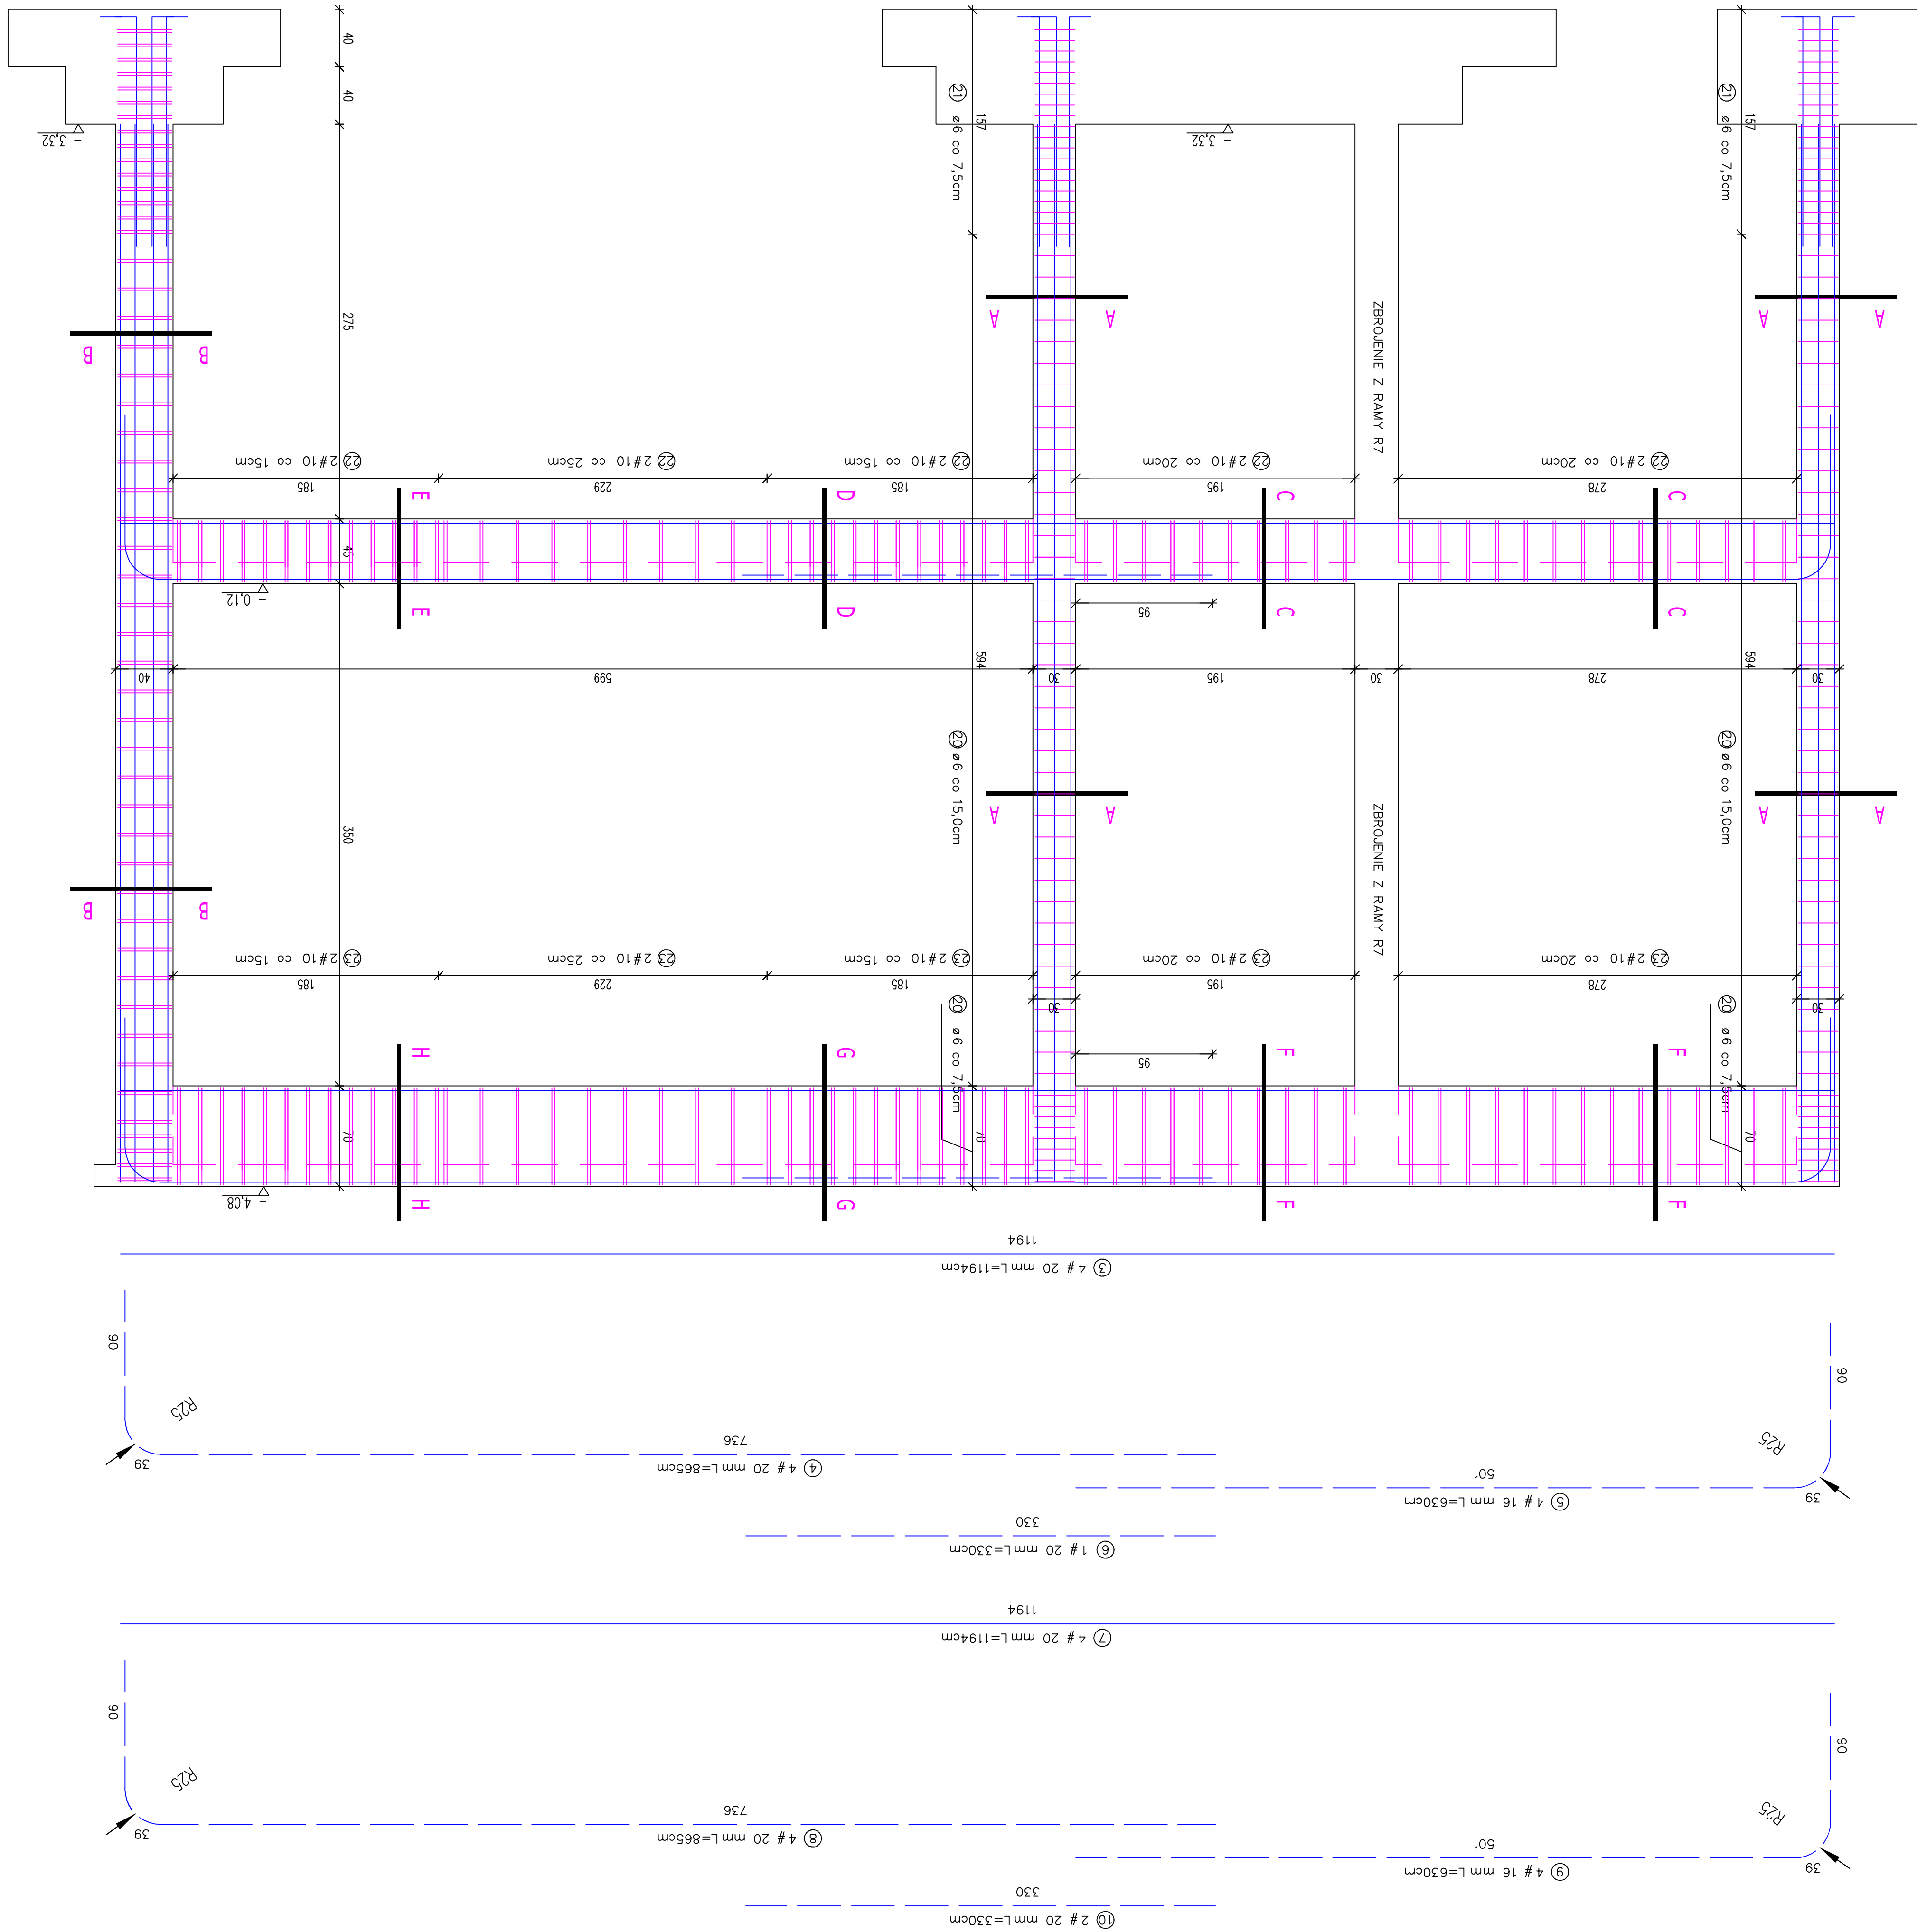 40
40
275
45
350
70
- 3,32
- 3,32
21 ø6 co 7,5cm
157
21 ø6 co 7,5cm
157
ZBROJENIE Z RAMY R7
A
A
A
A
B
B
22 2#10 co 15cm
185
22 2#10 co 25cm
229
22 2#10 co 15cm
185
22 2#10 co 20cm
195
22 2#10 co 20cm
278
E
D
C
C
E
D
C
C
- 0,12
95
594
594
40
599
30
195
30
278
30
20 ø6 co 15,0cm
20 ø6 co 15,0cm
ZBROJENIE Z RAMY R7
A
A
A
A
B
B
23 2#10 co 15cm
185
23 2#10 co 25cm
229
23 2#10 co 15cm
185
23 2#10 co 20cm
195
23 2#10 co 20cm
278
30
30
20 ø6 co 7,5cm
20 ø6 co 7,5cm
95
70
70
H
G
F
F
H
G
F
F
+ 4,08
1194
3 4 # 20 mm L=1194cm
90
R25
39
736
4 4 # 20 mm L=865cm
90
R25
39
501
5 4 # 16 mm L=630cm
330
6 1 # 20 mm L=330cm
1194
7 4 # 20 mm L=1194cm
90
R25
39
736
8 4 # 20 mm L=865cm
90
R25
39
501
9 4 # 16 mm L=630cm
330
10 2 # 20 mm L=330cm